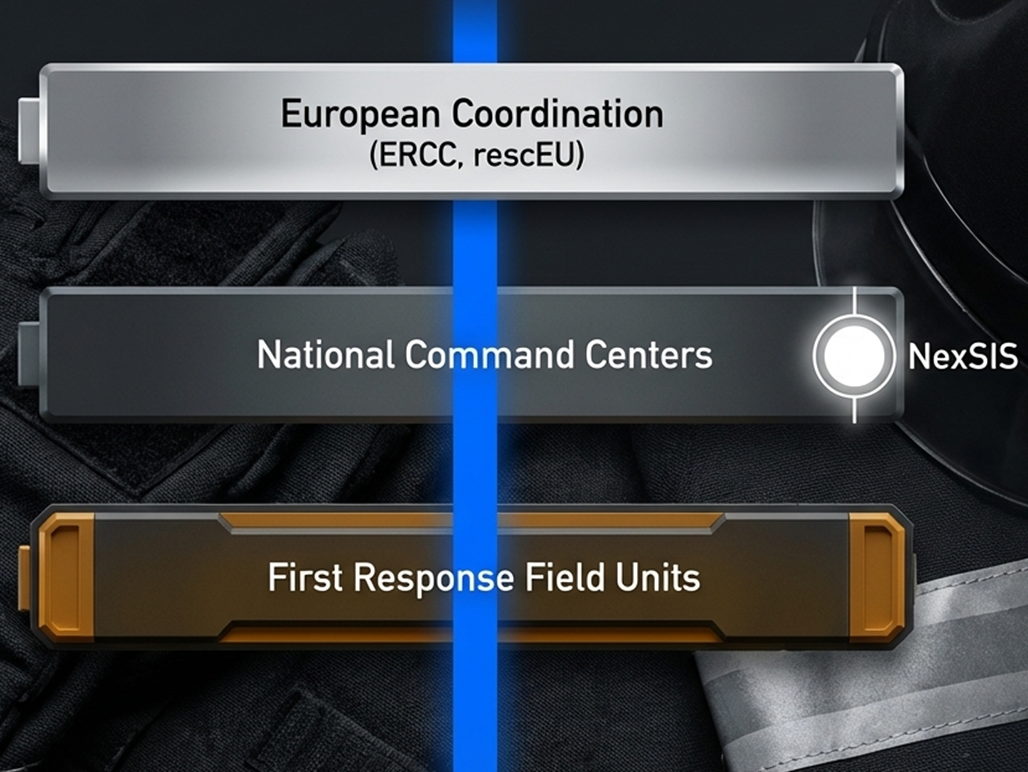 European Coordination
(ERCC, rescEU)
National Command Centers
NexSIS
First Response Field Units